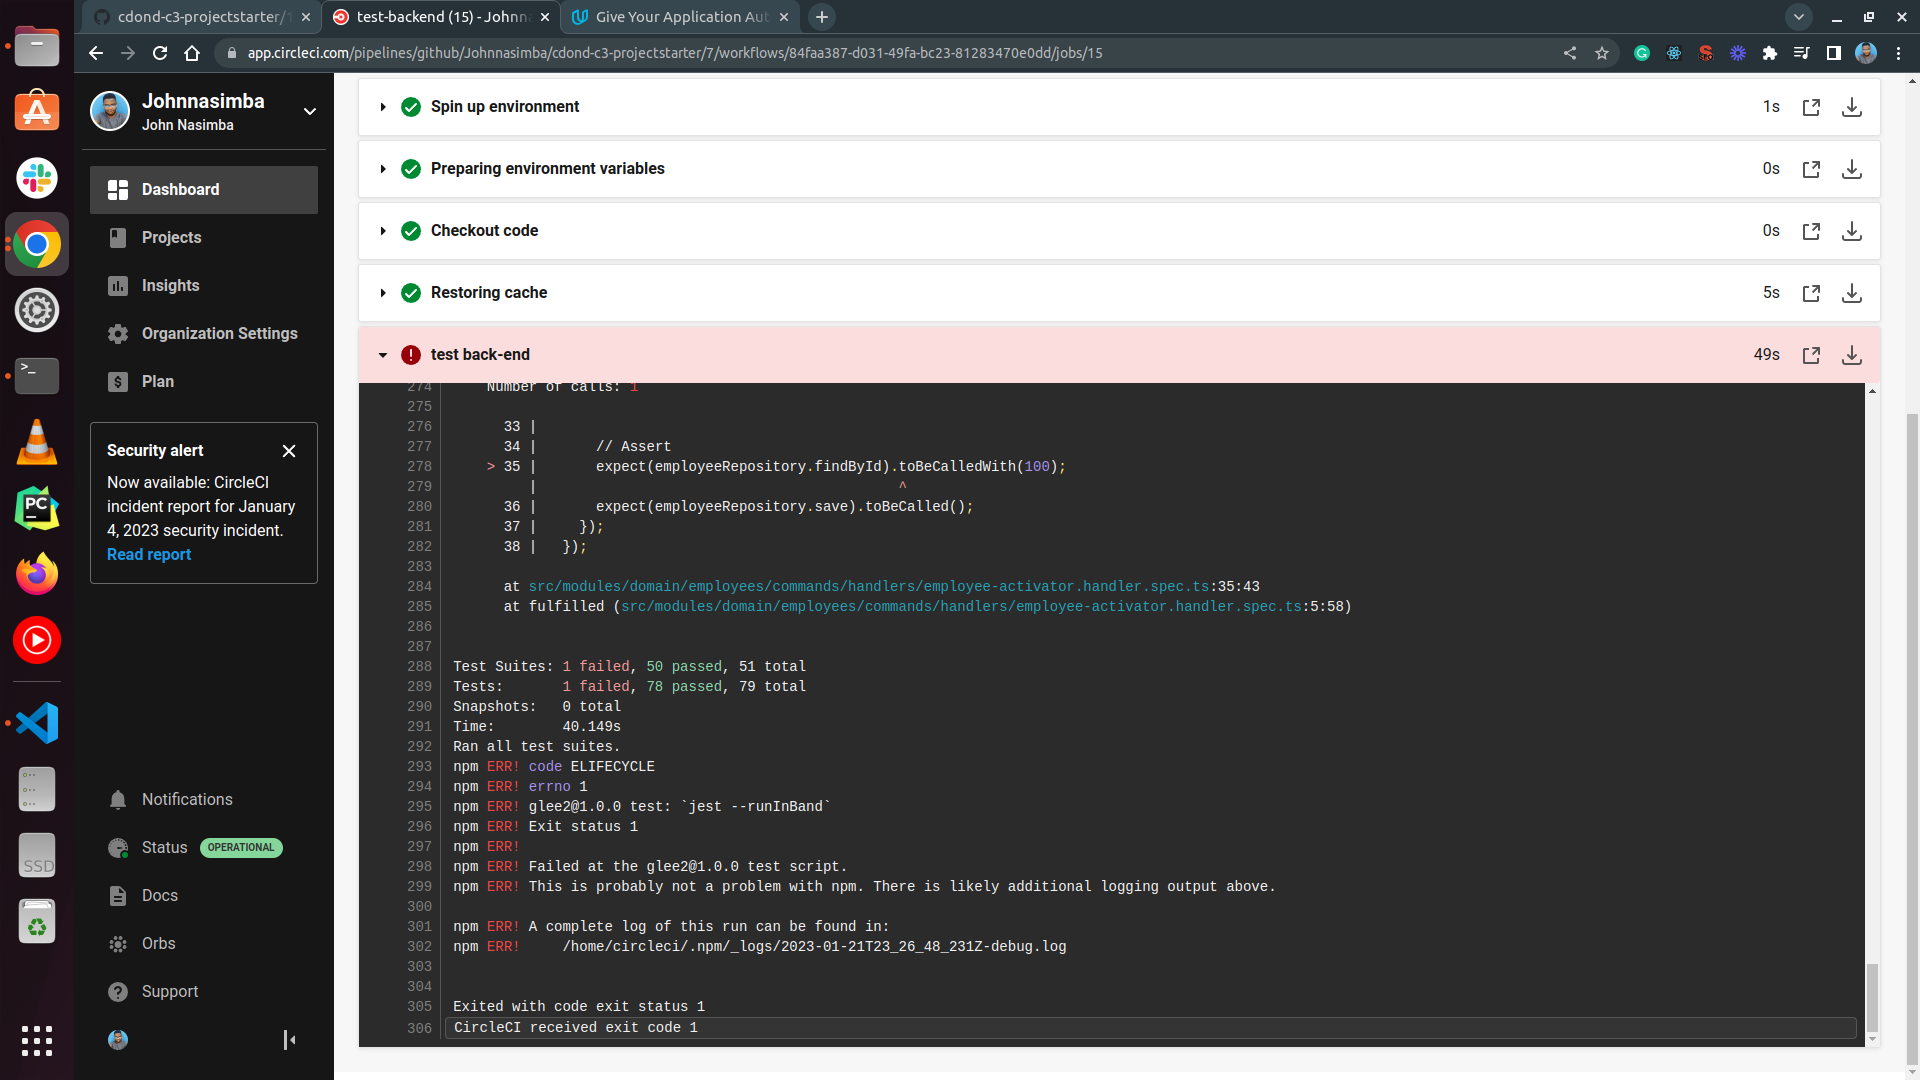 cdond-c3-projectstarter/
test-backend (15) - Johnna
Give Your Application Aut
app.circleci.com/pipelines/github/Johnnasimba/cdond-c3-projectstarter/7/workflows/84faa387-d031-49fa-bc23-81283470e0dd/jobs/15
Johnnasimba
John Nasimba
Dashboard
Projects
Insights
Organization Settings
Plan
Security alert
Now available: CircleCI
incident report for January
4, 2023 security incident.
Read report
Notifications
Status OPERATIONAL
Docs
Orbs
Support
SSD
Spin up environment 1s
Preparing environment variables 0s
Checkout code 0s
Restoring cache 5s
test back-end 49s
274 Number of calls: 1
275
276 33 |
277 34 | // Assert
278 > 35 | expect(employeeRepository.findById).toBeCalledWith(100);
279 | ^
280 36 | expect(employeeRepository.save).toBeCalled();
281 37 | });
282 38 | });
283
284 at src/modules/domain/employees/commands/handlers/employee-activator.handler.spec.ts:35:43
285 at fulfilled (src/modules/domain/employees/commands/handlers/employee-activator.handler.spec.ts:5:58)
286
287
288 Test Suites: 1 failed, 50 passed, 51 total
289 Tests: 1 failed, 78 passed, 79 total
290 Snapshots: 0 total
291 Time: 40.149s
292 Ran all test suites.
293 npm ERR! code ELIFECYCLE
294 npm ERR! errno 1
295 npm ERR! glee2@1.0.0 test: `jest --runInBand`
296 npm ERR! Exit status 1
297 npm ERR!
298 npm ERR! Failed at the glee2@1.0.0 test script.
299 npm ERR! This is probably not a problem with npm. There is likely additional logging output above.
300
301 npm ERR! A complete log of this run can be found in:
302 npm ERR! /home/circleci/.npm/_logs/2023-01-21T23_26_48_231Z-debug.log
303
304
305 Exited with code exit status 1
306 CircleCI received exit code 1